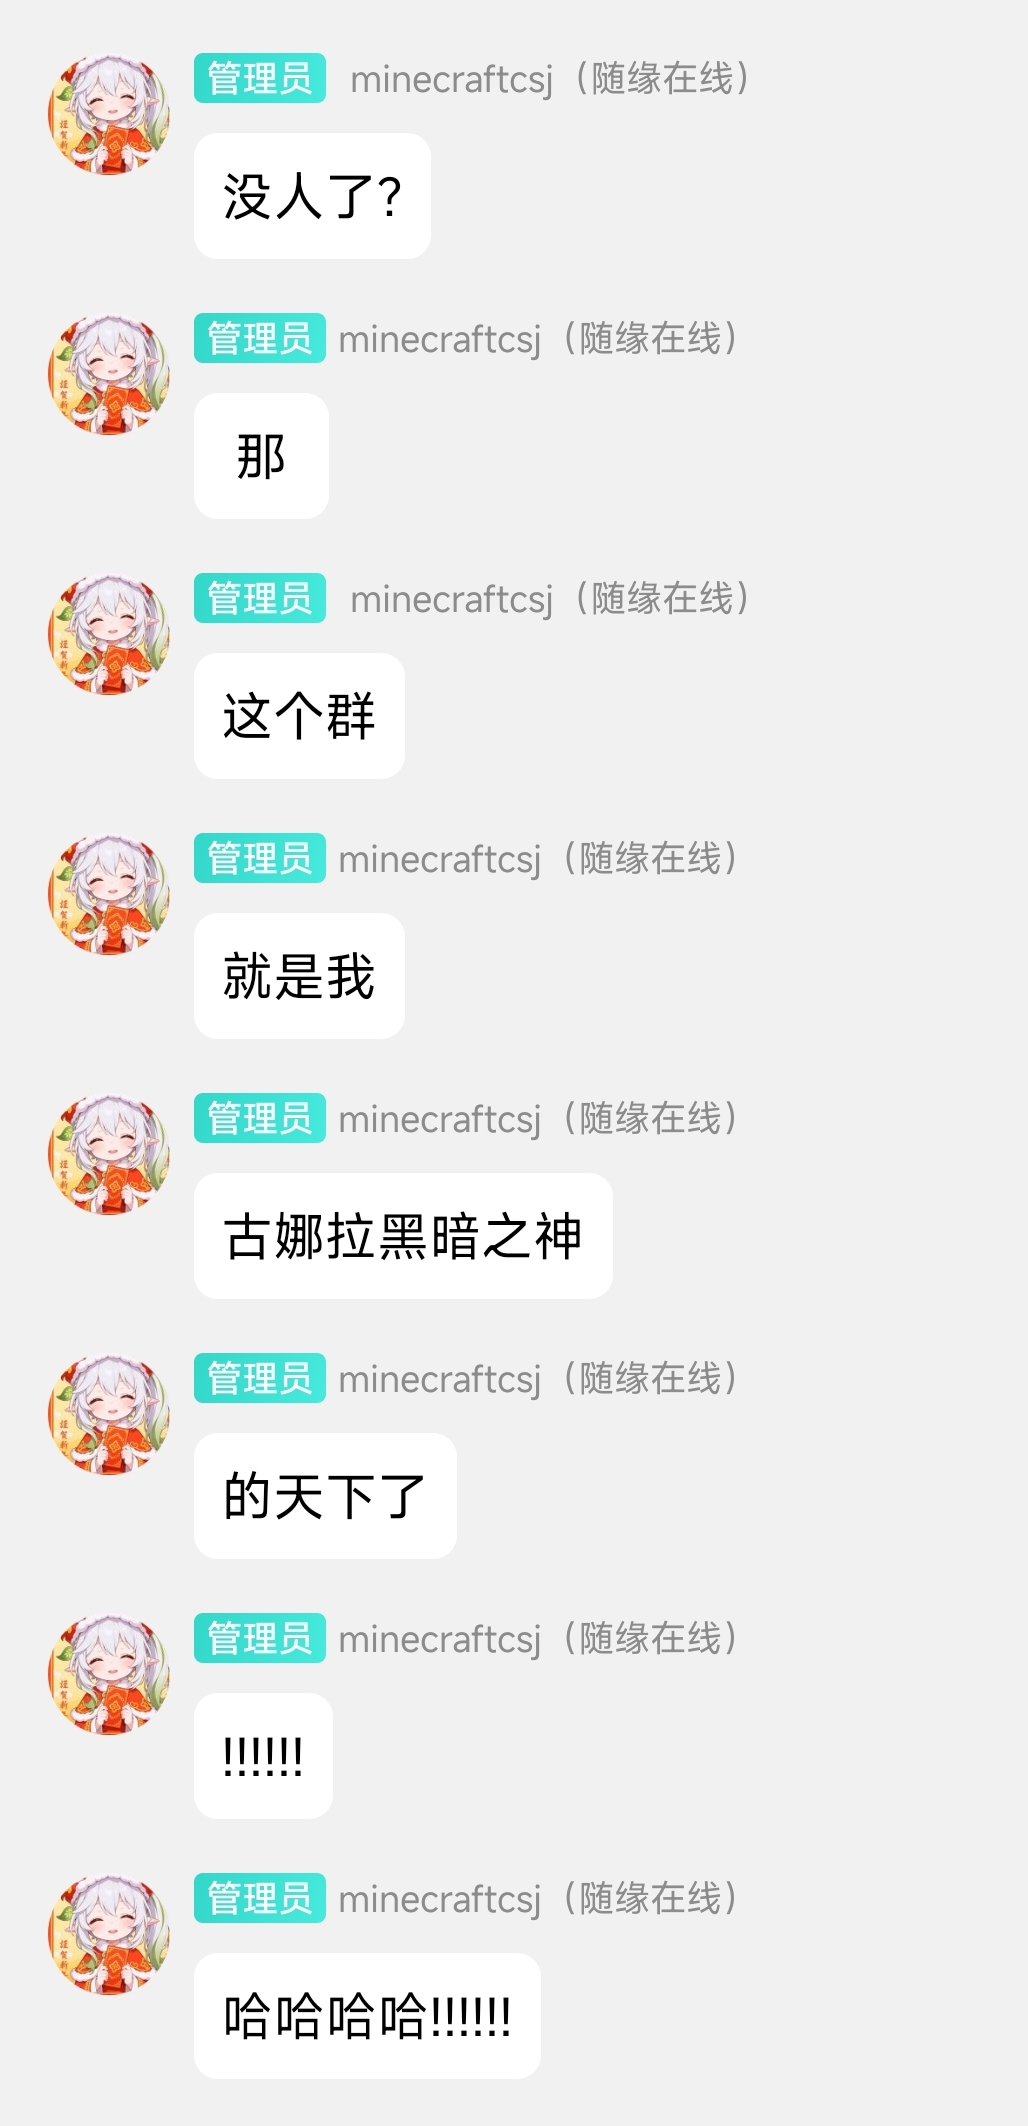 管理员 minecraftcsj（随缘在线）
没人了？
管理员 minecraftcsj（随缘在线）
那
管理员 minecraftcsj（随缘在线）
这个群
管理员 minecraftcsj（随缘在线）
就是我
管理员 minecraftcsj（随缘在线）
古娜拉黑暗之神
管理员 minecraftcsj（随缘在线）
的天下了
管理员 minecraftcsj（随缘在线）
!!!!!!
管理员 minecraftcsj（随缘在线）
哈哈哈哈!!!!!!